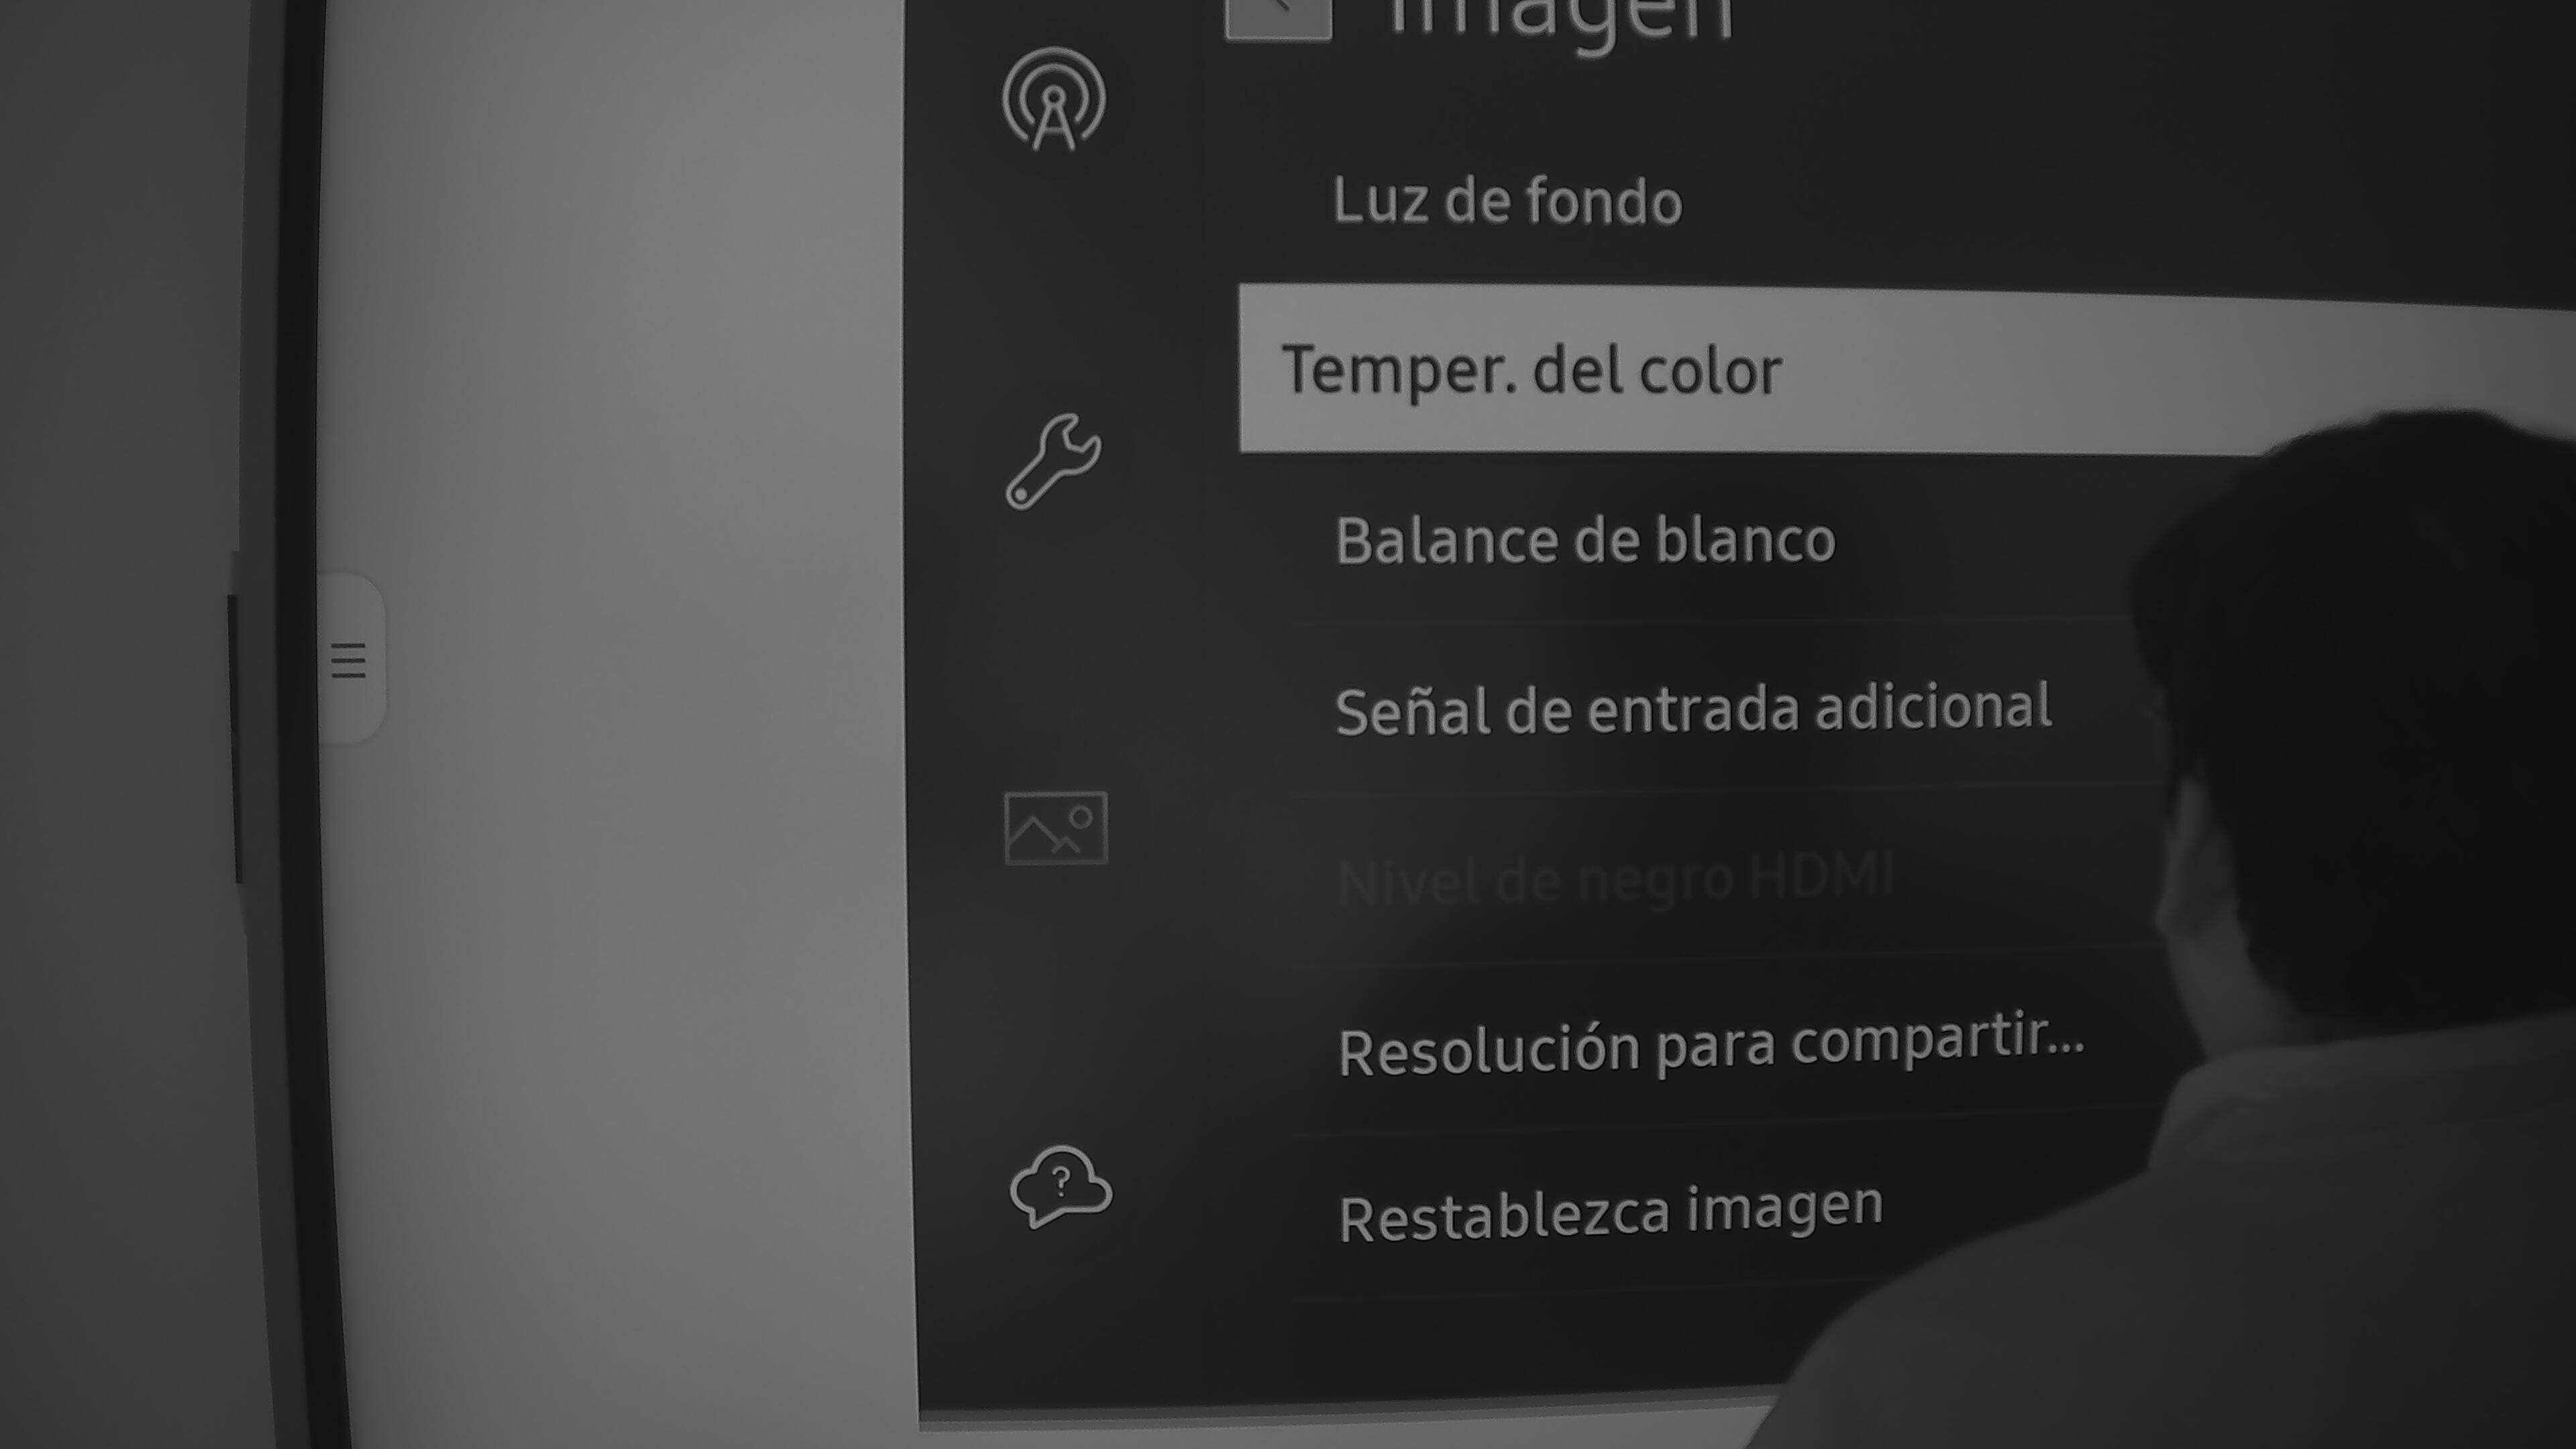 Imagen
Luz de fondo
Temper. del color
Balance de blanco
Señal de entrada adicional
Nivel de negro HDMI
Resolución para compartir...
Restablezca imagen
?